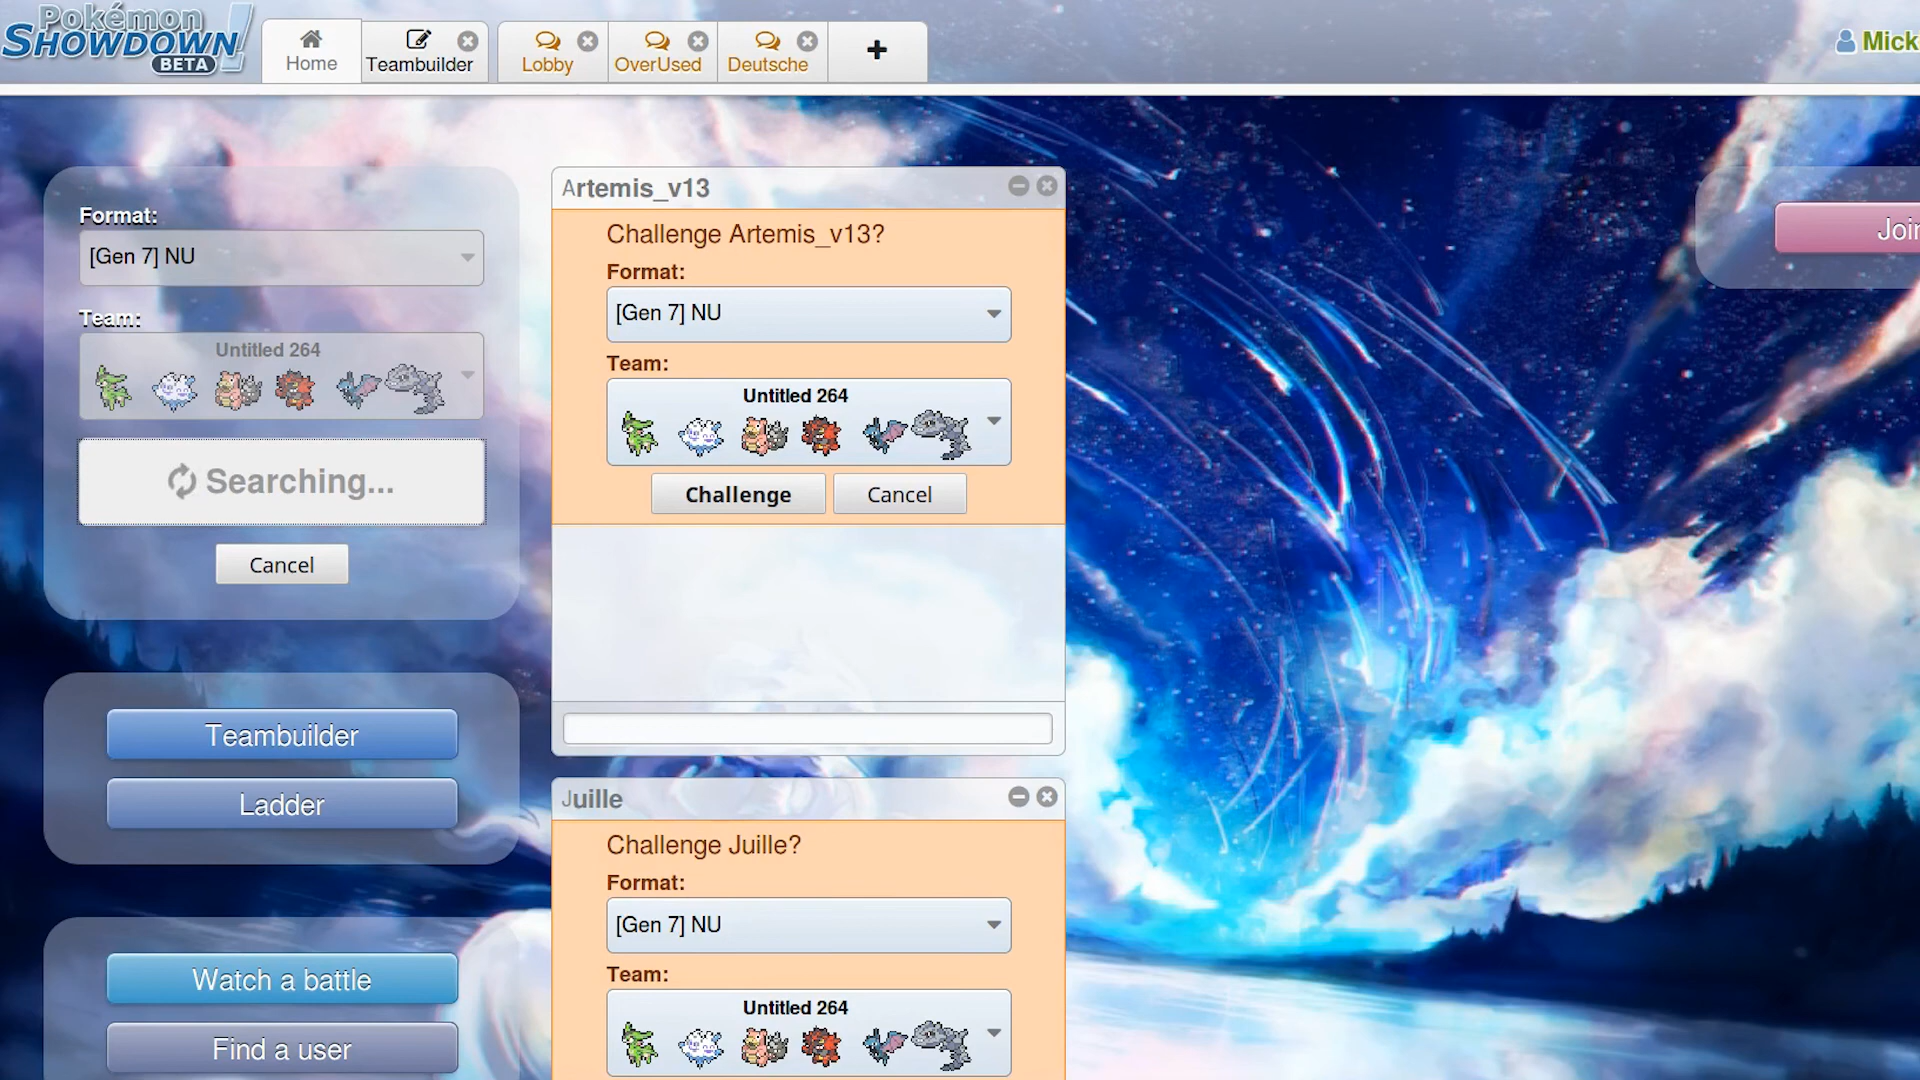 Pokémon
SHOWDOWN!
BETA
Home
Teambuilder
Lobby
OverUsed
Deutsche
+
Mick
Format:
[Gen 7] NU
Team:
Untitled 264
Searching...
Cancel
Teambuilder
Ladder
Watch a battle
Find a user
Artemis_v13
Challenge Artemis_v13?
Format:
[Gen 7] NU
Team:
Untitled 264
Challenge
Cancel
Juille
Challenge Juille?
Format:
[Gen 7] NU
Team:
Untitled 264